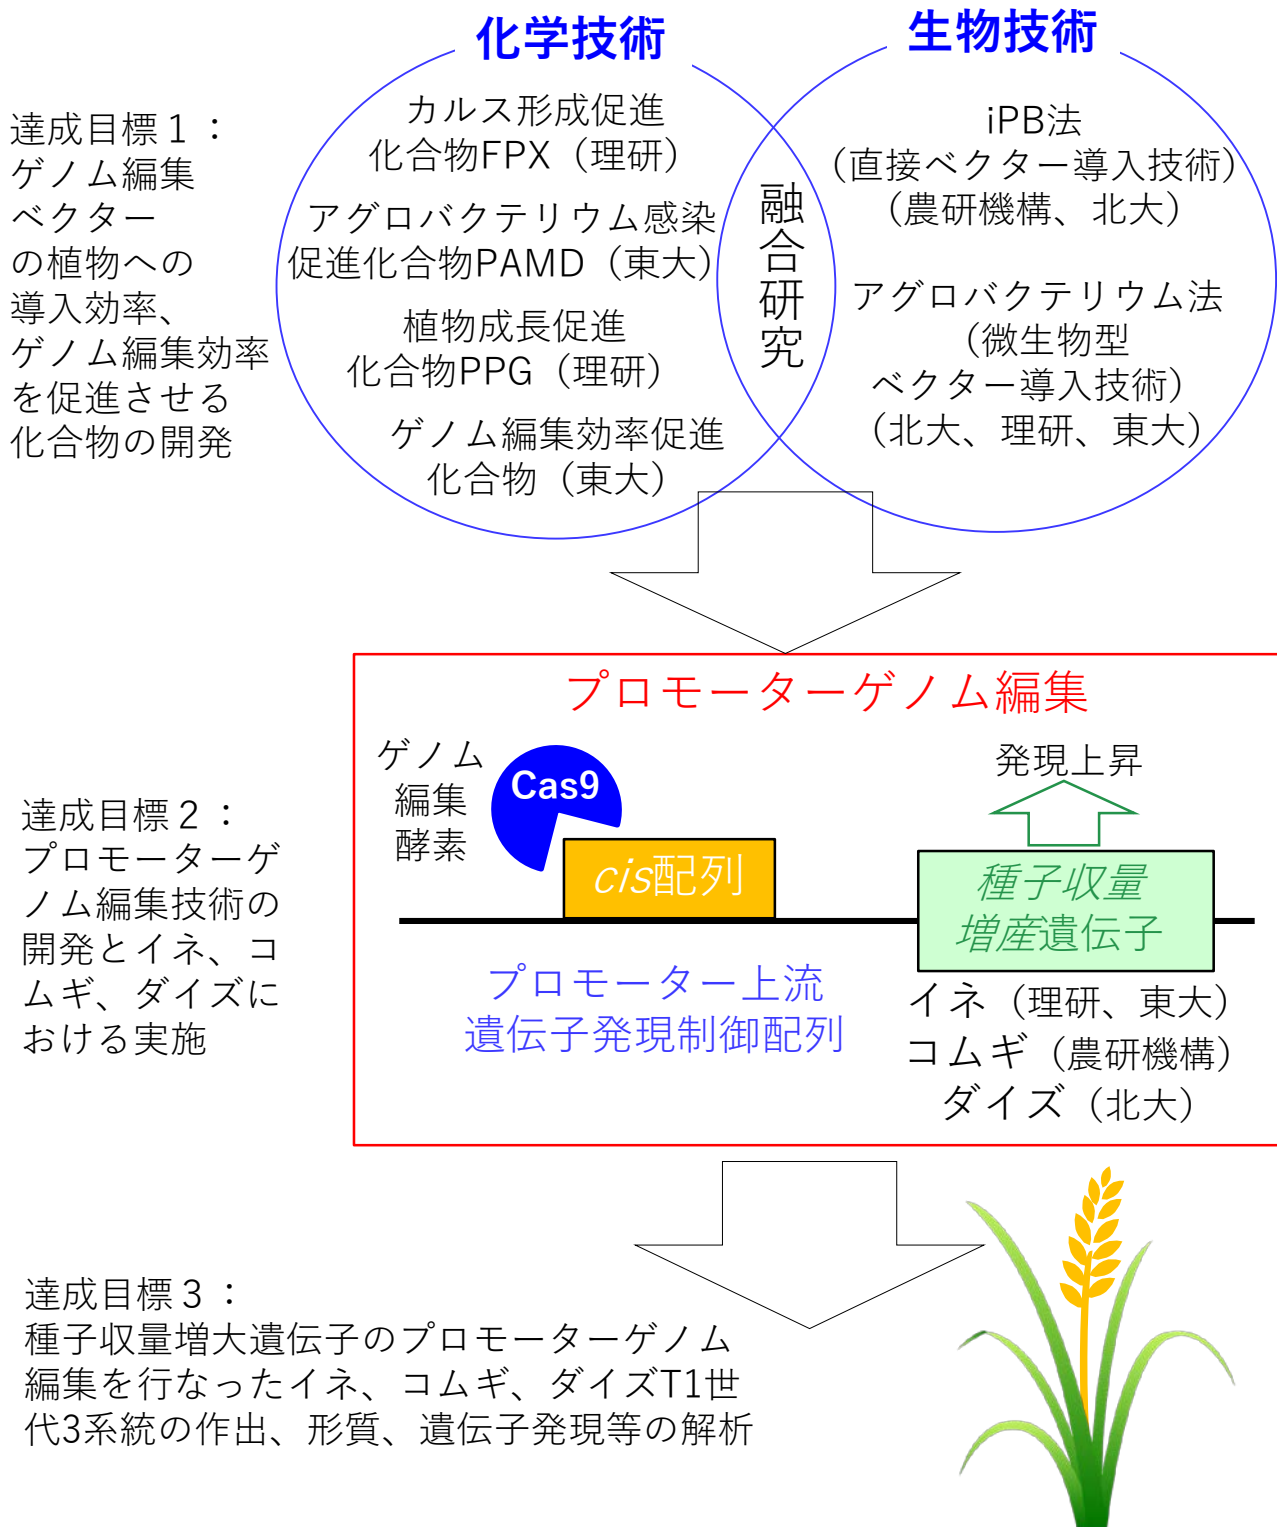 化学技術
生物技術
達成目標１：
ゲノム編集
ベクター
の植物への
導入効率、
ゲノム編集効率
を促進させる
化合物の開発
カルス形成促進
化合物FPX（理研）
アグロバクテリウム感染
促進化合物PAMD（東大）
植物成長促進
化合物PPG（理研）
ゲノム編集効率促進
化合物（東大）
融合研究
iPB法
（直接ベクター導入技術）
（農研機構、北大）
アグロバクテリウム法
（微生物型
ベクター導入技術）
（北大、理研、東大）
プロモーターゲノム編集
達成目標２：
プロモーターゲ
ノム編集技術の
開発とイネ、コ
ムギ、ダイズに
おける実施
ゲノム
編集
酵素
Cas9
cis配列
プロモーター上流
遺伝子発現制御配列
発現上昇
種子収量
増産遺伝子
イネ（理研、東大）
コムギ（農研機構）
ダイズ（北大）
達成目標３：
種子収量増大遺伝子のプロモーターゲノム
編集を行なったイネ、コムギ、ダイズT1世
代3系統の作出、形質、遺伝子発現等の解析